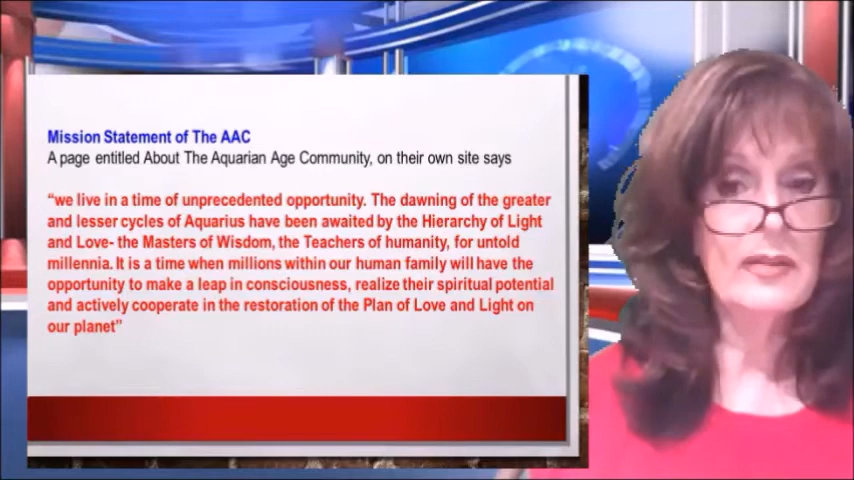 Mission Statement of The AAC
A page entitled About The Aquarian Age Community, on their own site says
“we live in a time of unprecedented opportunity. The dawning of the greater
and lesser cycles of Aquarius have been awaited by the Hierarchy of Light
and Love- the Masters of Wisdom, the Teachers of humanity, for untold
millennia. It is a time when millions within our human family will have the
opportunity to make a leap in consciousness, realize their spiritual potential
and actively cooperate in the restoration of the Plan of Love and Light on
our planet”